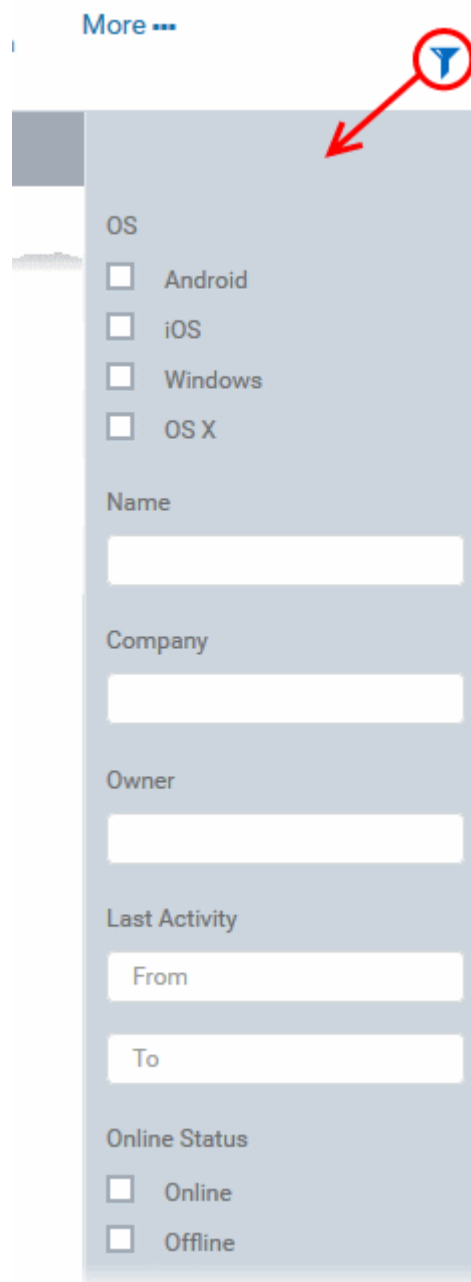 More
OS
Android
iOS
Windows
OS X
Name
Company
Owner
Last Activity
From
To
Online Status
Online
Offline